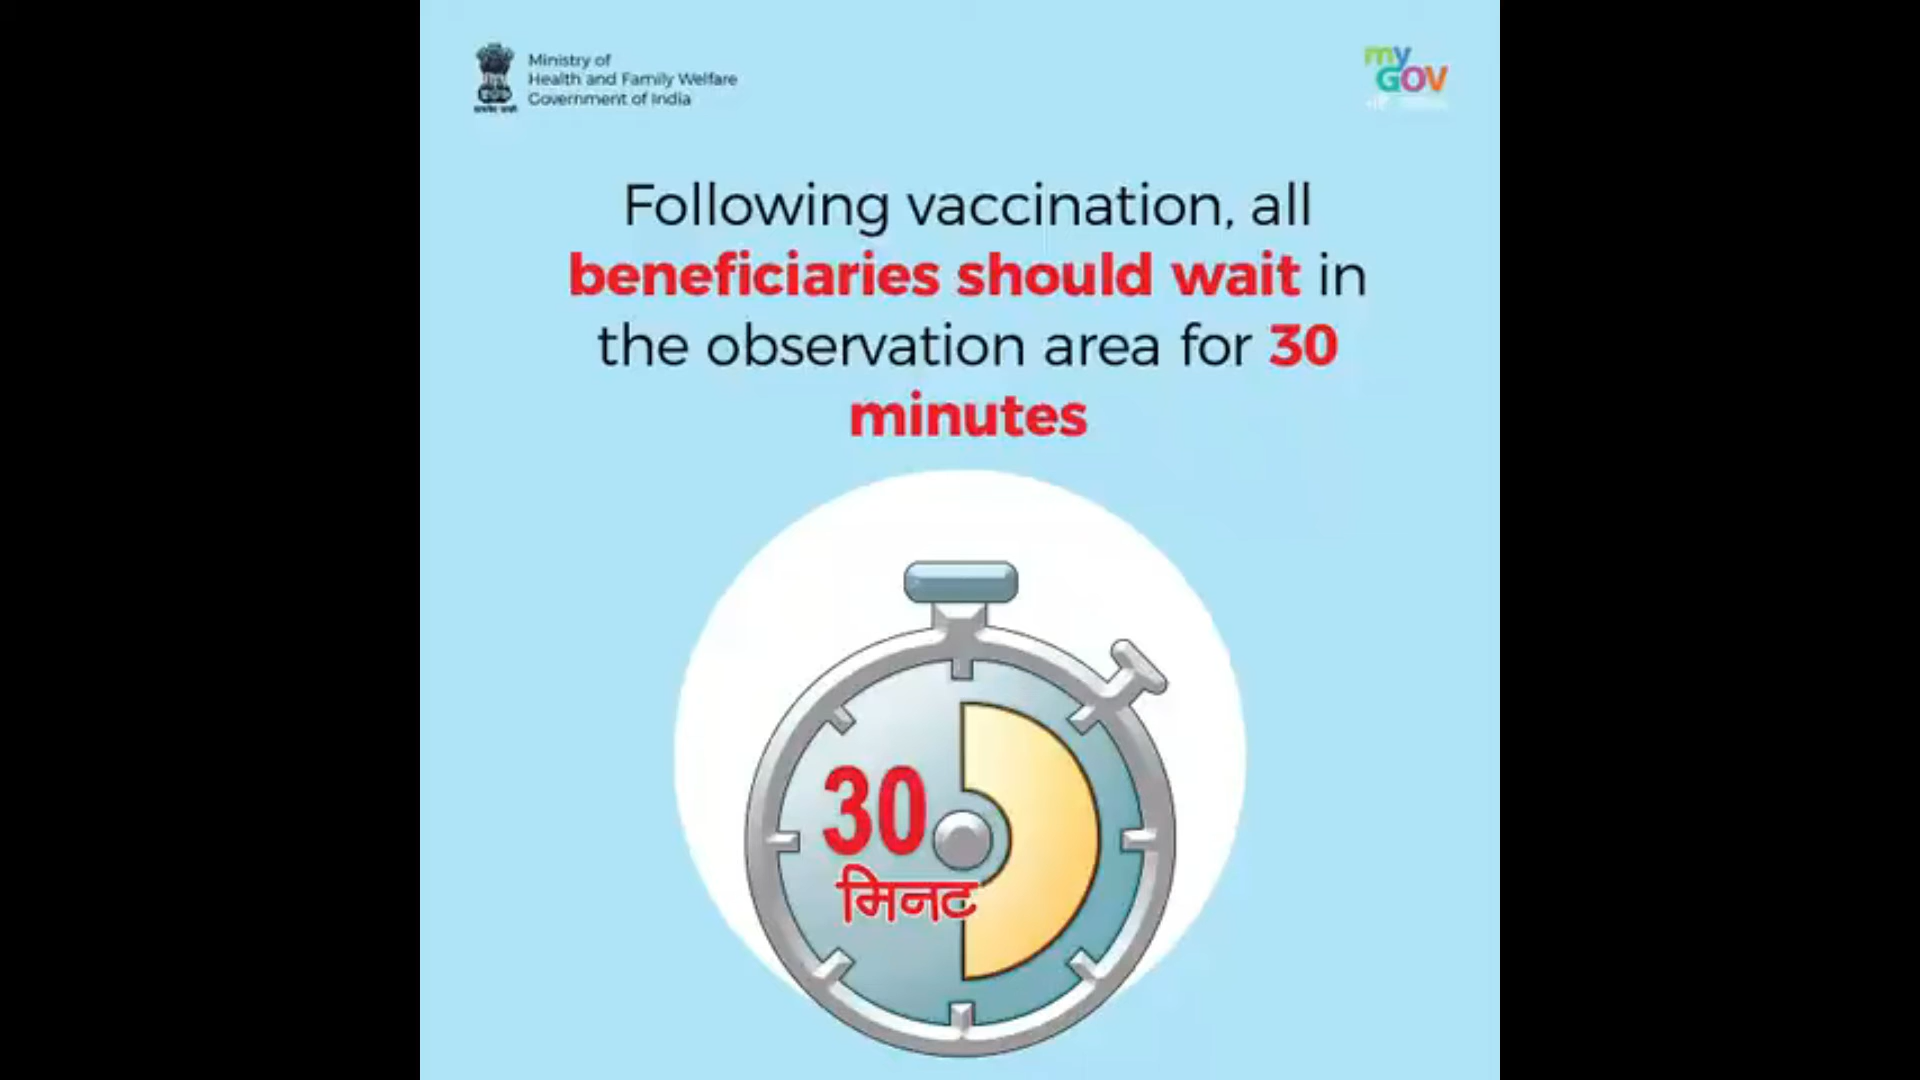 Ministry of
Health and Family Welfare
Government of India
my
GOV
Following vaccination, all
beneficiaries should wait in
the observation area for 30
minutes
30
मिनट